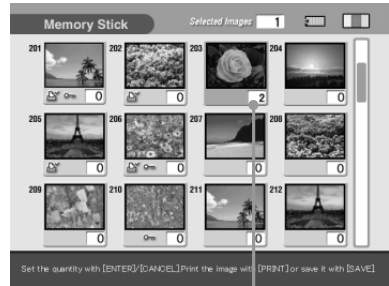 Memory Stick Selected Images 1
201 202 203 204
0 0 2 0
205 206 207 208
0 0 0 0
209 210 211 212
0 0 0 0
Set the quantity with [ENTER]/[CANCEL].Print the image with [PRINT] or save it with [SAVE]